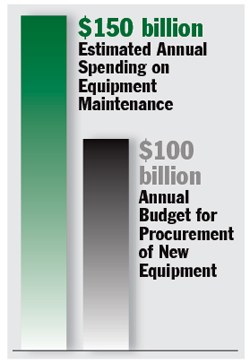 $150 billion
Estimated Annual
Spending on
Equipment
Maintenance
$100
billion
Annual
Budget for
Procurement
of New
Equipment